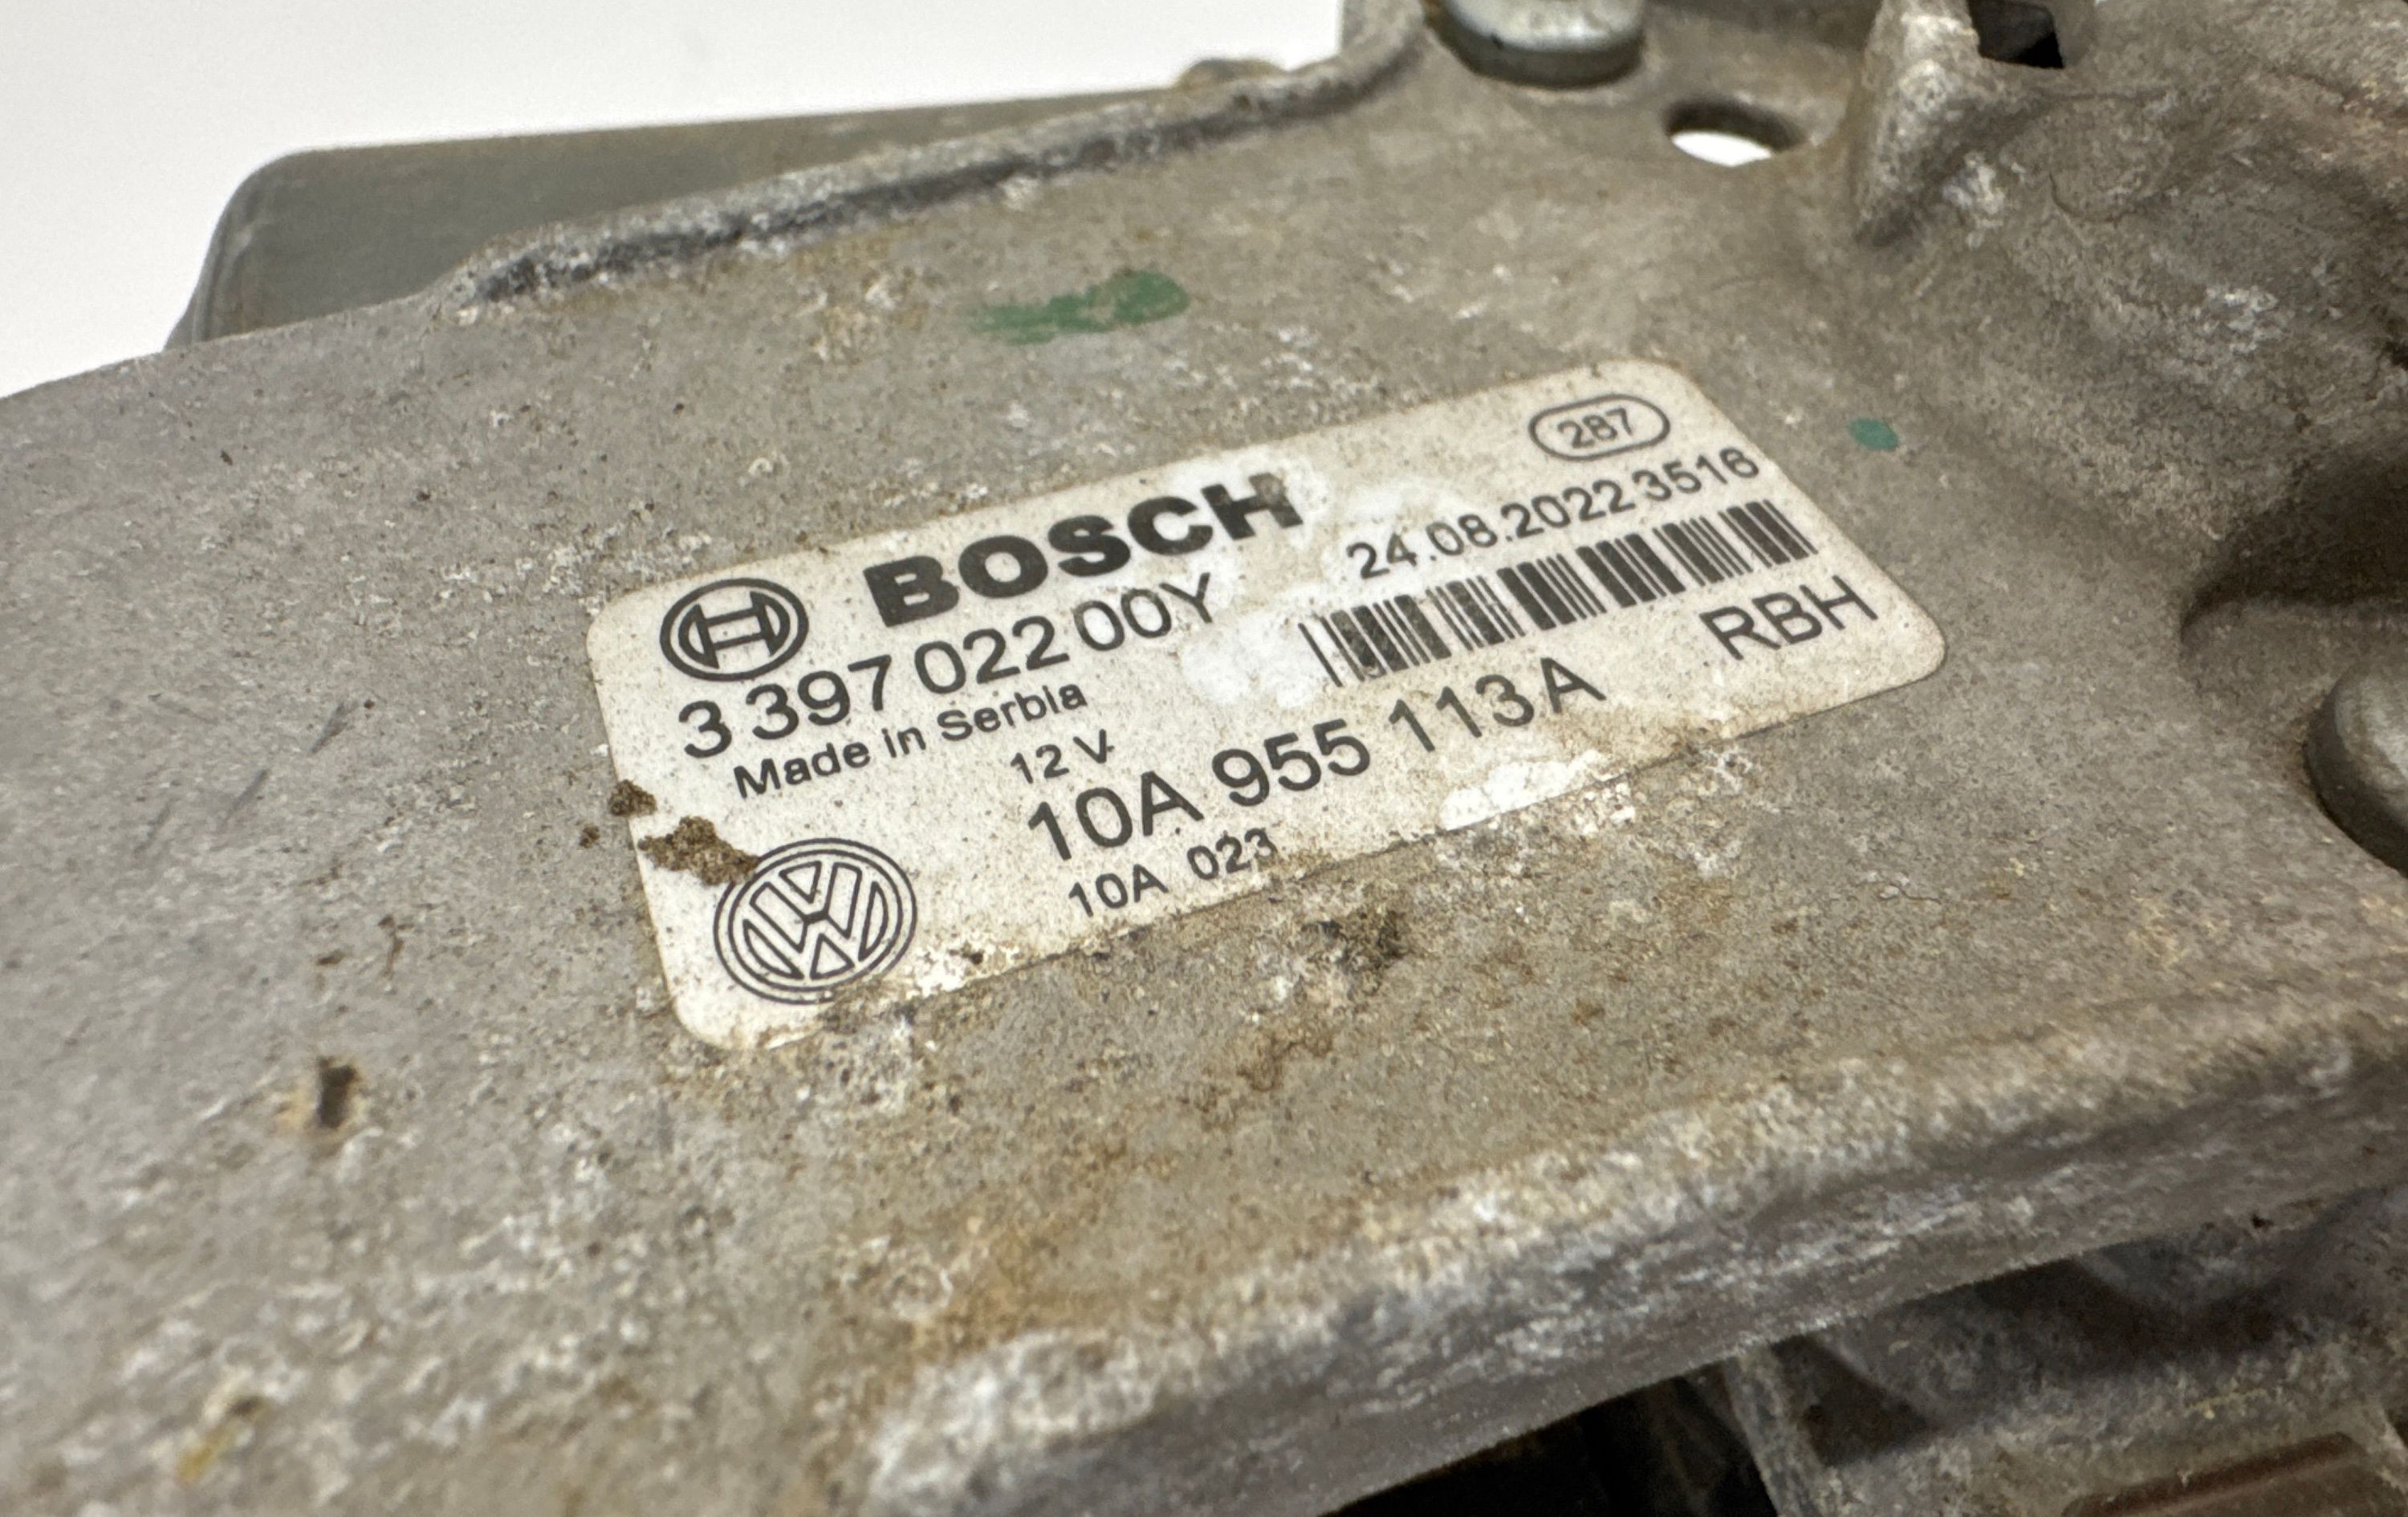 BOSCH
287
3 397 022 00Y
24.08.2022 3516
Made in Serbia
12 V
RBH
10A 955 113 A
10A 023